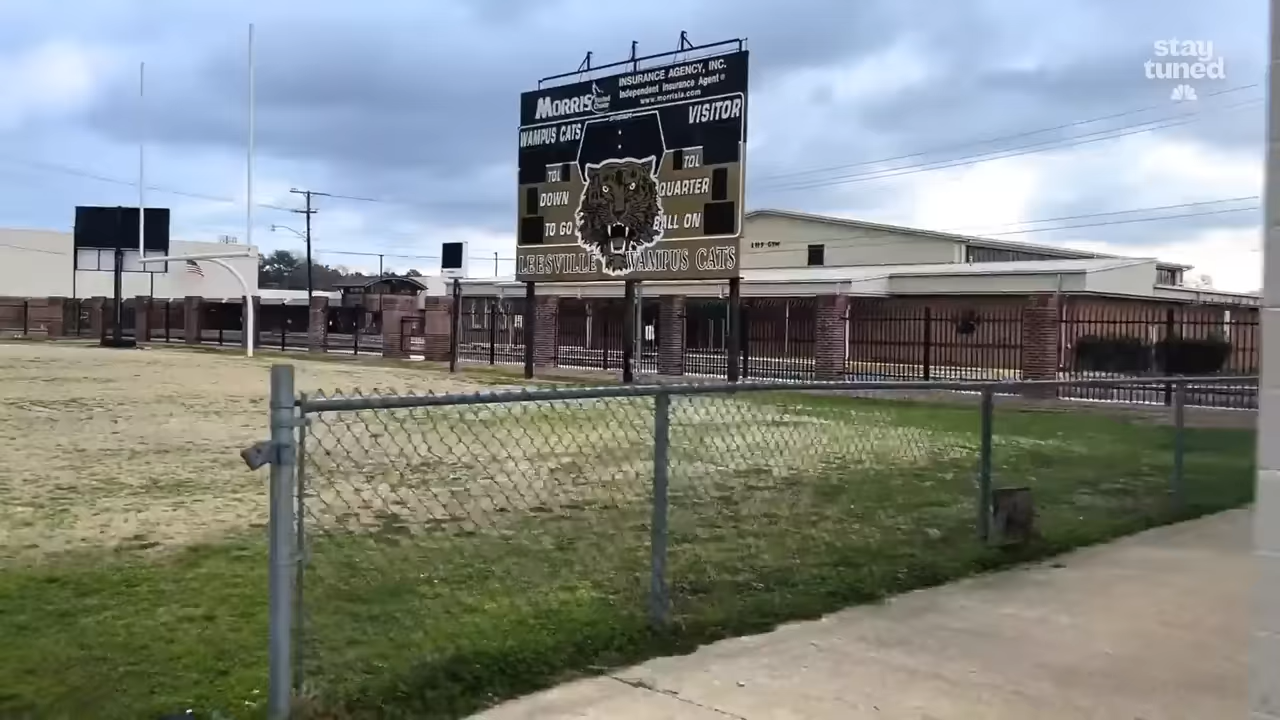 stay
tuned
INSURANCE AGENCY, INC.
Independent Insurance Agent
MORRIS
www.morrisia.com
WAMPUS CATS
VISITOR
TOL
TOL
DOWN
QUARTER
TO GO
BALL ON
LEESVILLE WAMPUS CATS